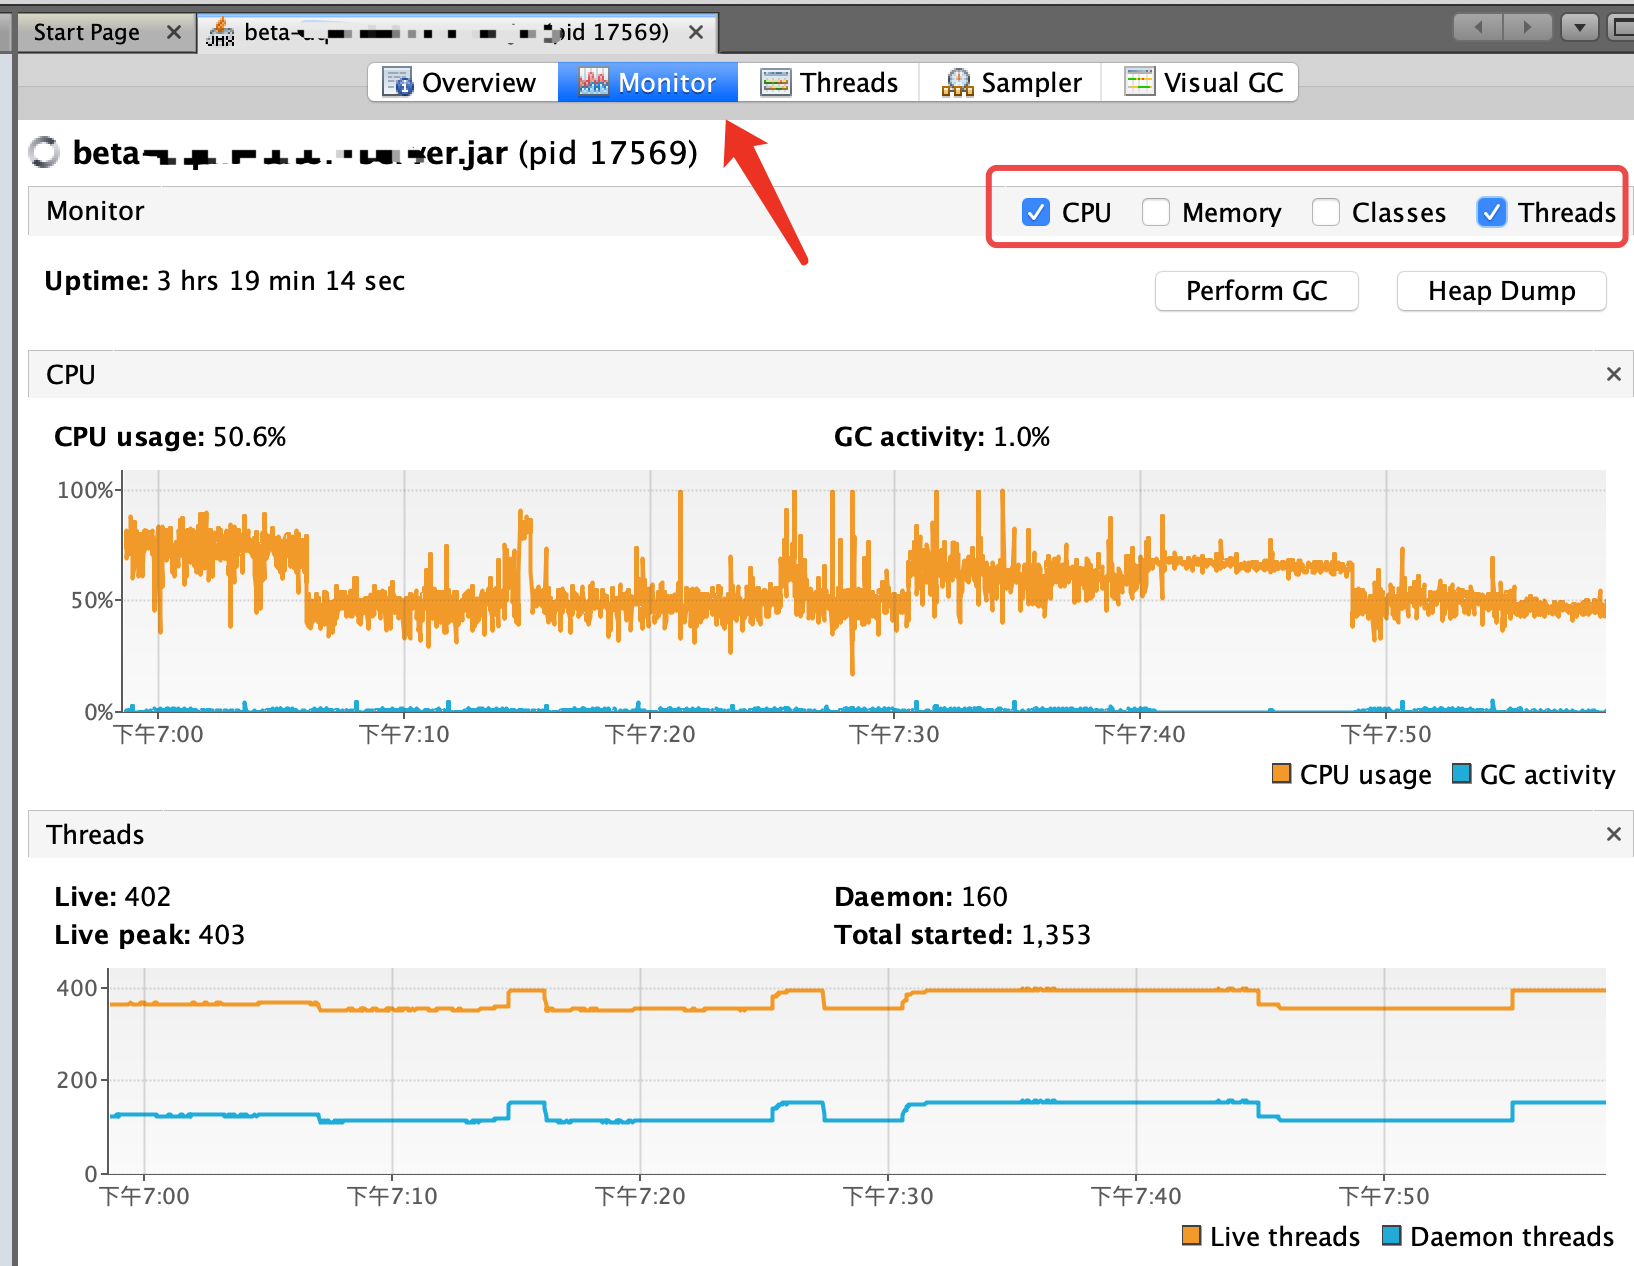 Start Page
beta- pid 17569)
Overview
Monitor
Threads
Sampler
Visual GC
beta- er.jar (pid 17569)
Monitor
CPU
Memory
Classes
Threads
Uptime: 3 hrs 19 min 14 sec
Perform GC
Heap Dump
CPU
CPU usage: 50.6%
GC activity: 1.0%
100%
50%
0%
下午7:00
下午7:10
下午7:20
下午7:30
下午7:40
下午7:50
CPU usage
GC activity
Threads
Live: 402
Daemon: 160
Live peak: 403
Total started: 1,353
400
200
0
下午7:00
下午7:10
下午7:20
下午7:30
下午7:40
下午7:50
Live threads
Daemon threads